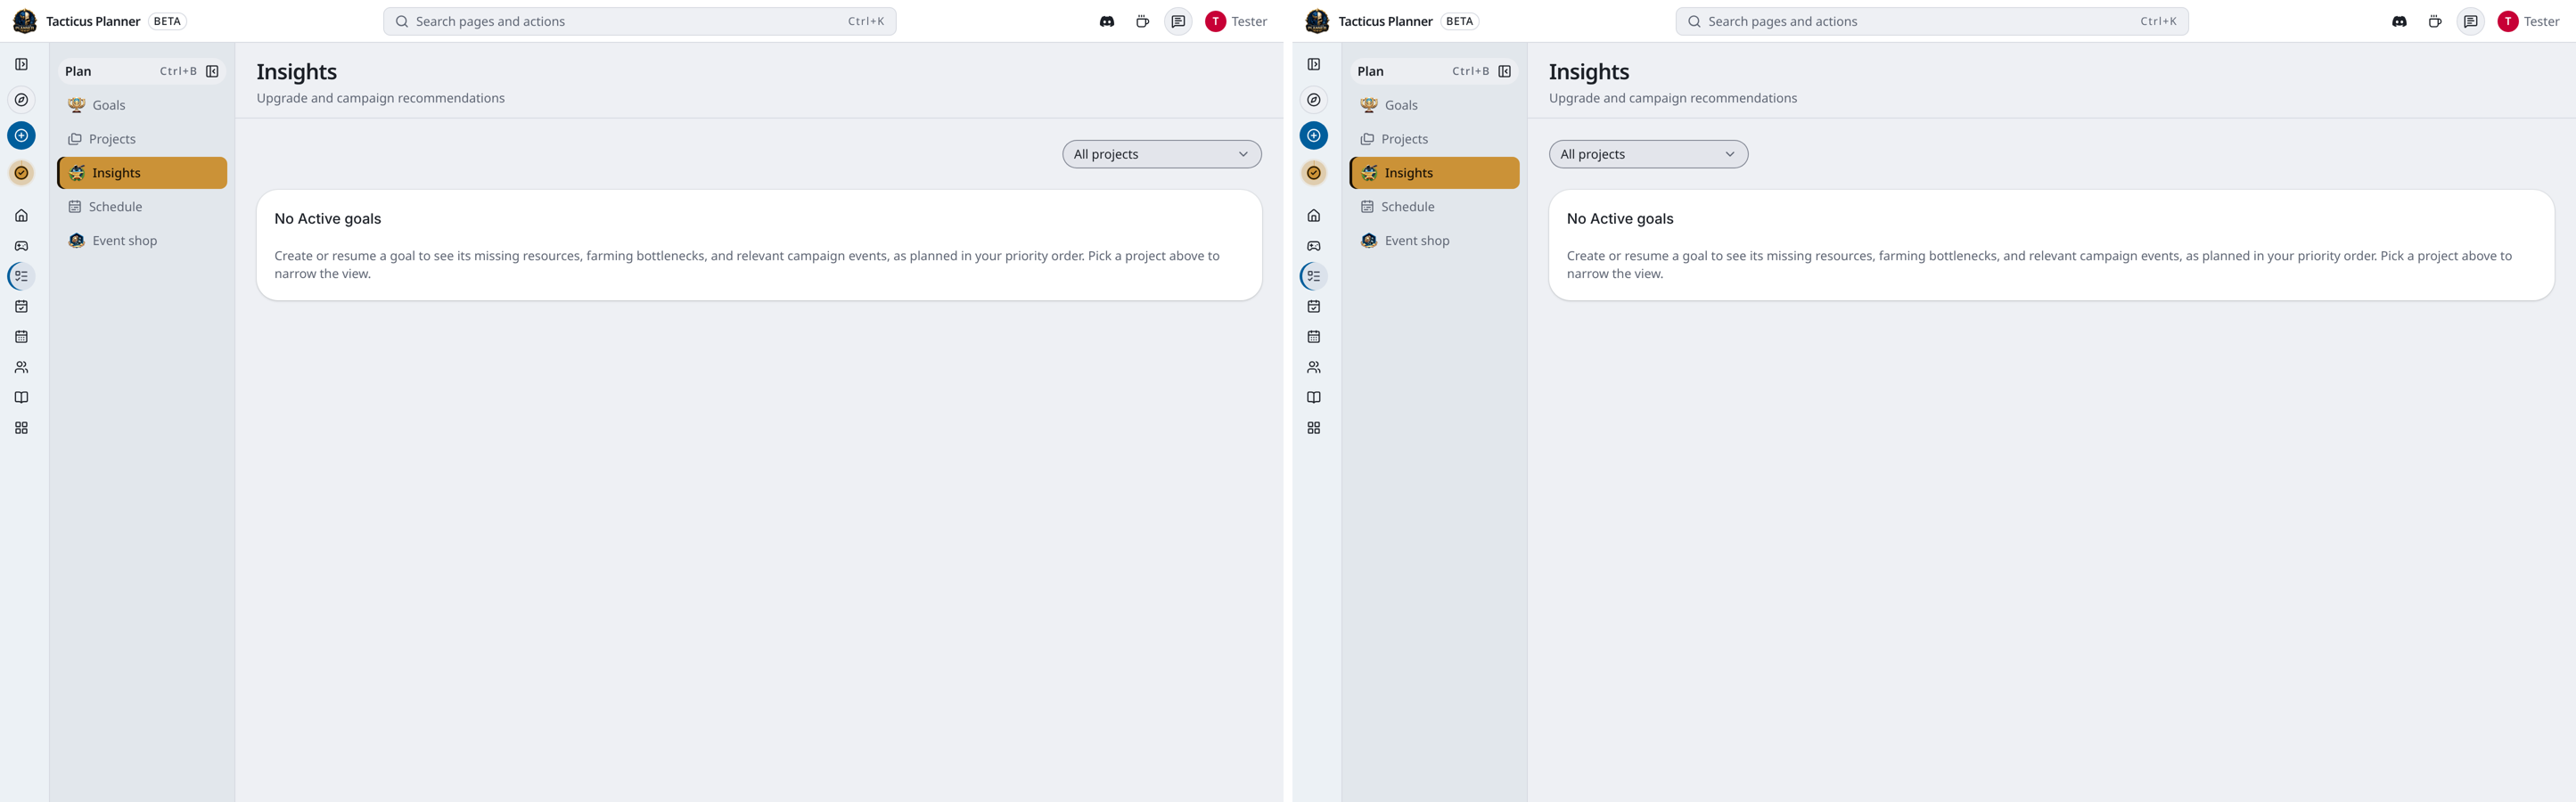 Tacticus Planner BETA
Search pages and actions Ctrl+K
T Tester
Plan Ctrl+B
Goals
Projects
Insights
Schedule
Event shop
Insights
Upgrade and campaign recommendations
All projects
No Active goals
Create or resume a goal to see its missing resources, farming bottlenecks, and relevant campaign events, as planned in your priority order. Pick a project above to
narrow the view.
Tacticus Planner BETA
Search pages and actions Ctrl+K
T Tester
Plan Ctrl+B
Goals
Projects
Insights
Schedule
Event shop
Insights
Upgrade and campaign recommendations
All projects
No Active goals
Create or resume a goal to see its missing resources, farming bottlenecks, and relevant campaign events, as planned in your priority order. Pick a project above to
narrow the view.